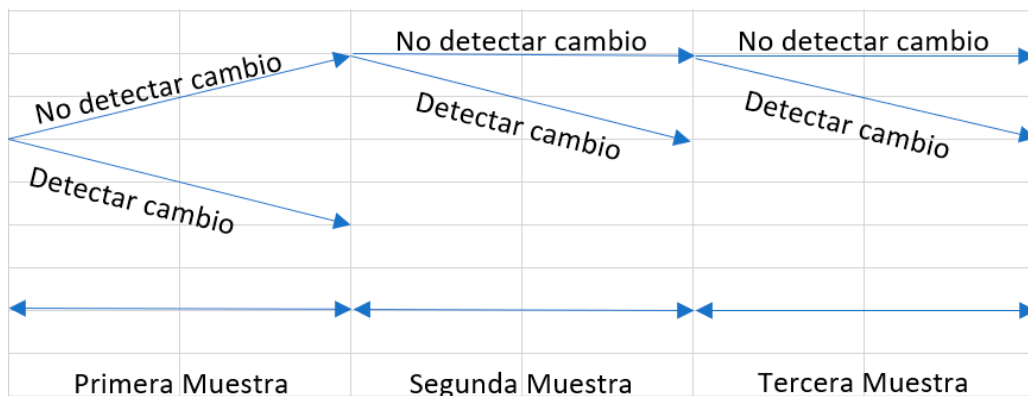 No detectar cambio
Detectar cambio
No detectar cambio
Detectar cambio
No detectar cambio
Detectar cambio
Primera Muestra
Segunda Muestra
Tercera Muestra